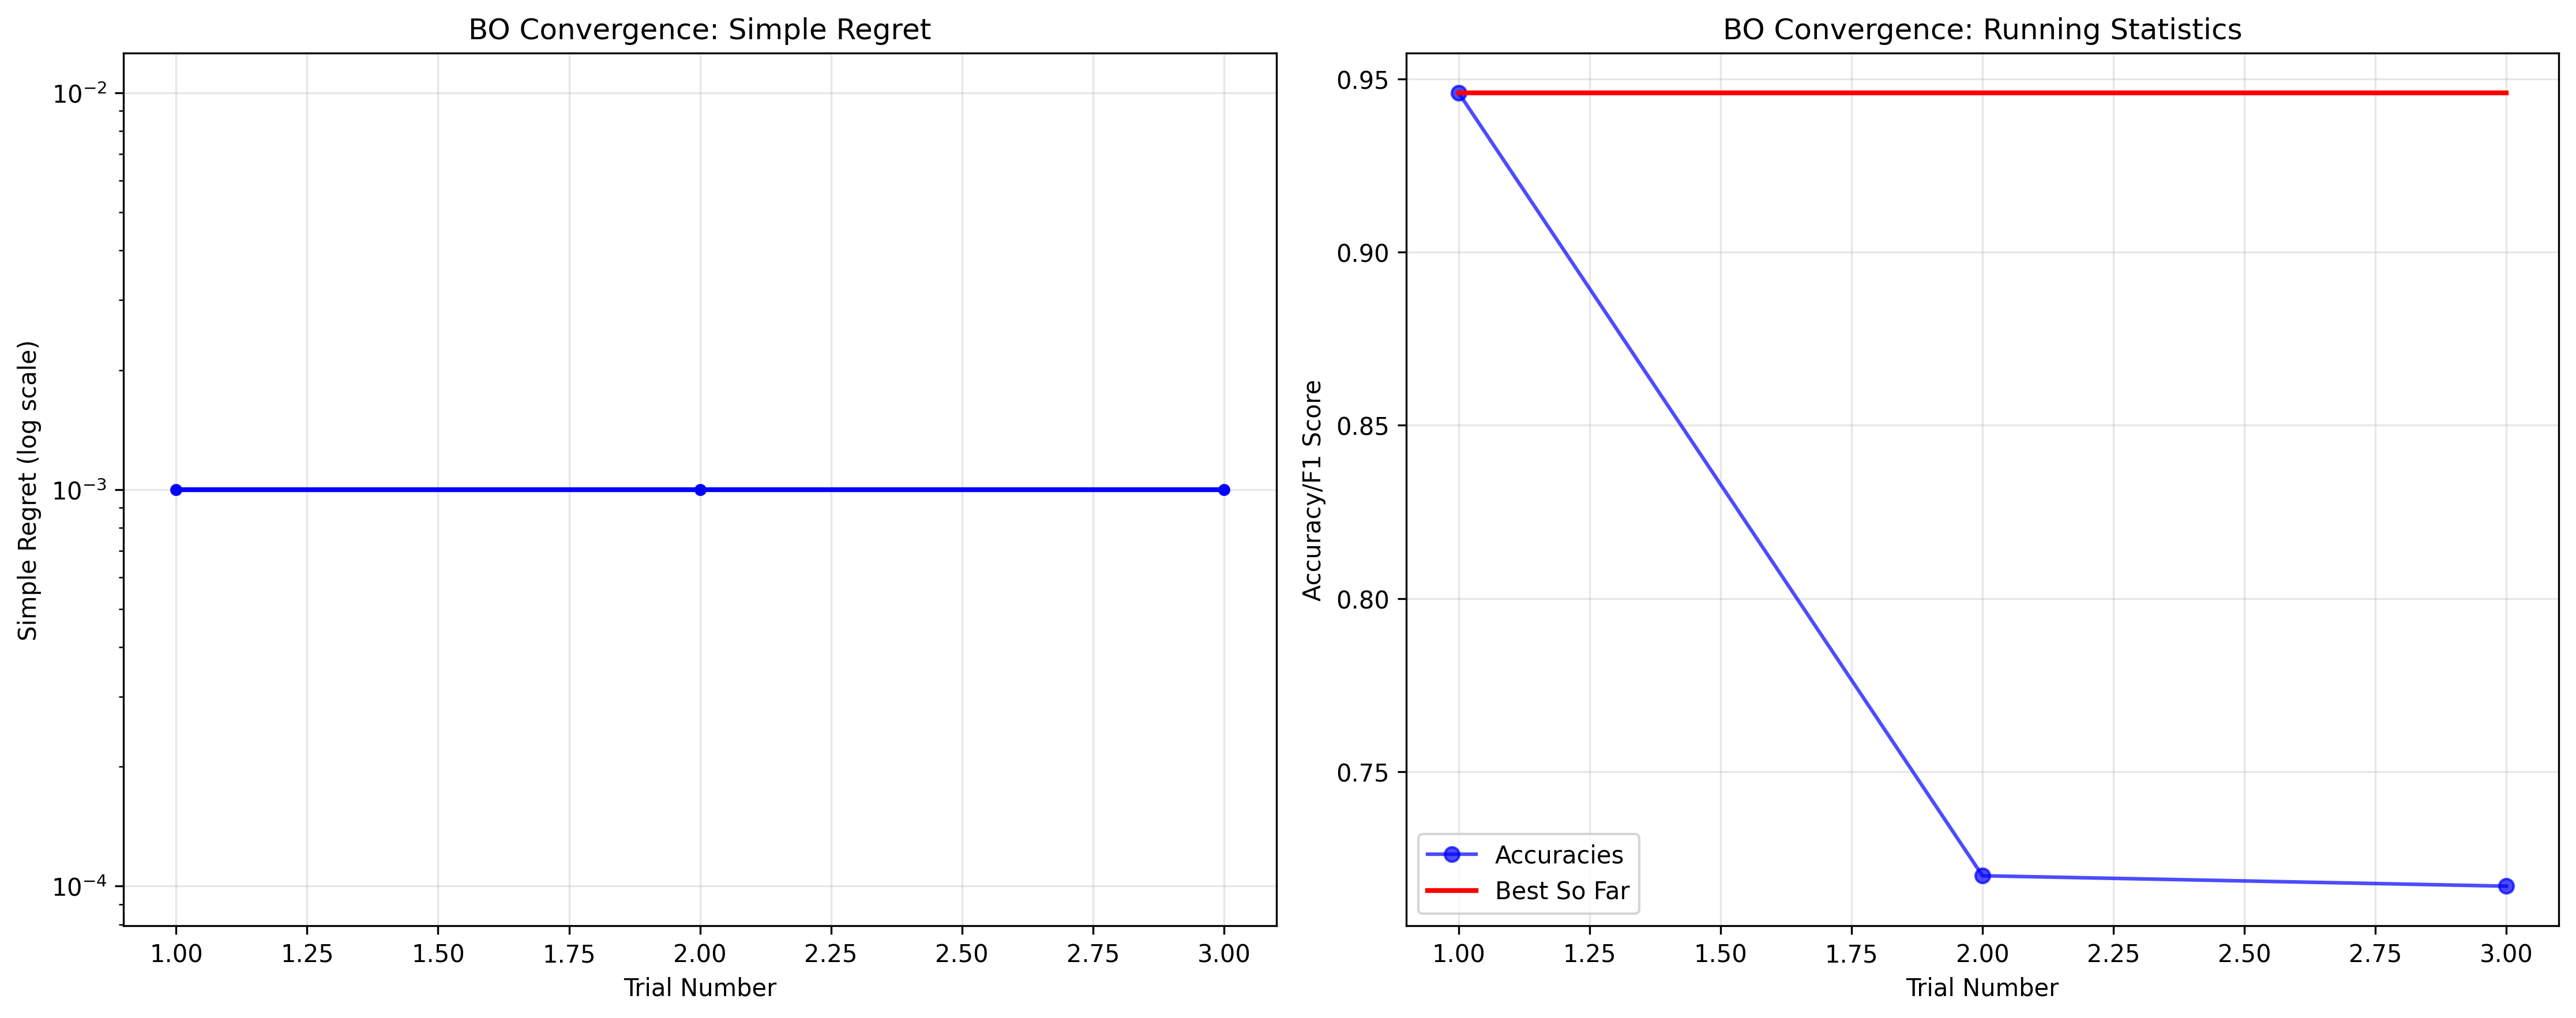 BO Convergence: Simple Regret
Simple Regret (log scale)
10⁻²
10⁻³
10⁻⁴
1.00 1.25 1.50 1.75 2.00 2.25 2.50 2.75 3.00
Trial Number
BO Convergence: Running Statistics
Accuracy/F1 Score
0.95
0.90
0.85
0.80
0.75
Accuracies
Best So Far
1.00 1.25 1.50 1.75 2.00 2.25 2.50 2.75 3.00
Trial Number